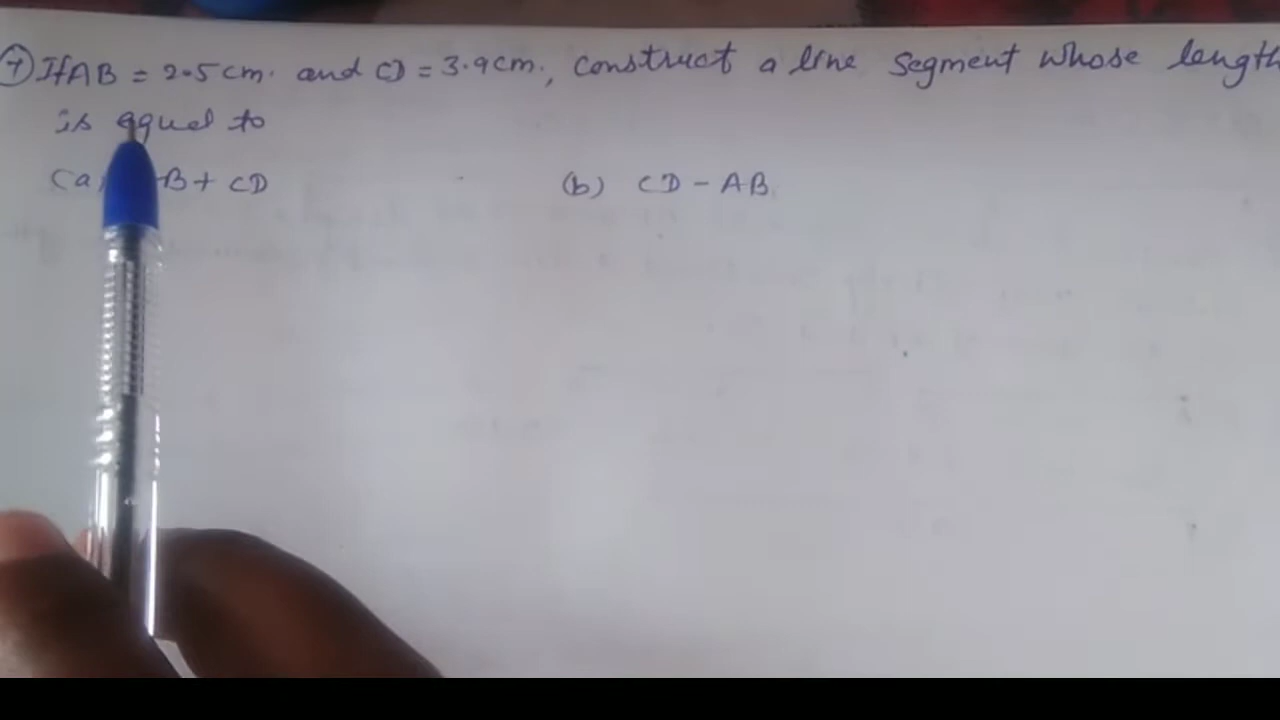 7 If AB = 2.5 cm. and CD = 3.9 cm., construct a line segment whose length
is equal to
(a) B + CD (b) CD - AB.